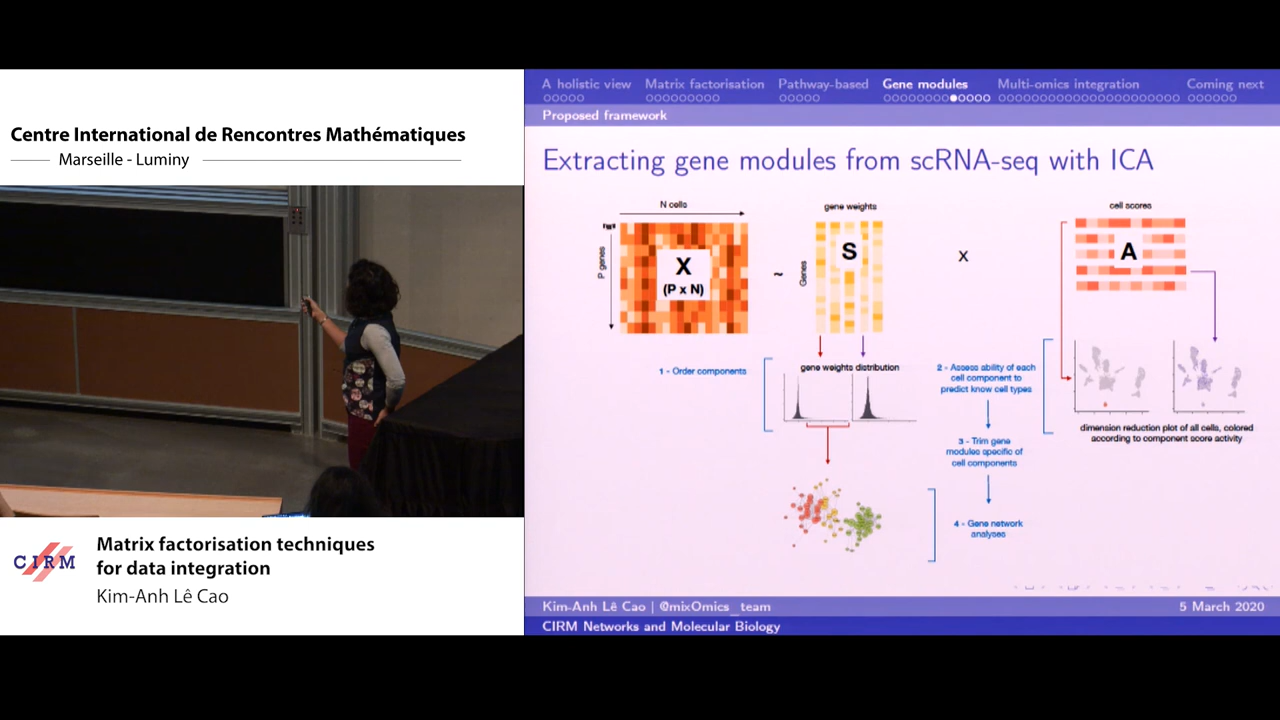 Centre International de Rencontres Mathématiques
Marseille - Luminy
CIRM
Matrix factorisation techniques
for data integration
Kim-Anh Lê Cao
A holistic view
Matrix factorisation
Pathway-based
Gene modules
Multi-omics integration
Coming next
Proposed framework
Extracting gene modules from scRNA-seq with ICA
N cells
P genes
X
(P x N)
~
gene weights
Genes
S
X
cell scores
A
1 - Order components
gene weights distribution
2 - Assess ability of each
cell component to
predict know cell types
3 - Trim gene
modules specific of
cell components
4 - Gene network
analyses
dimension reduction plot of all cells, colored
according to component score activity
Kim-Anh Lê Cao | @mixOmics_team
5 March 2020
CIRM Networks and Molecular Biology